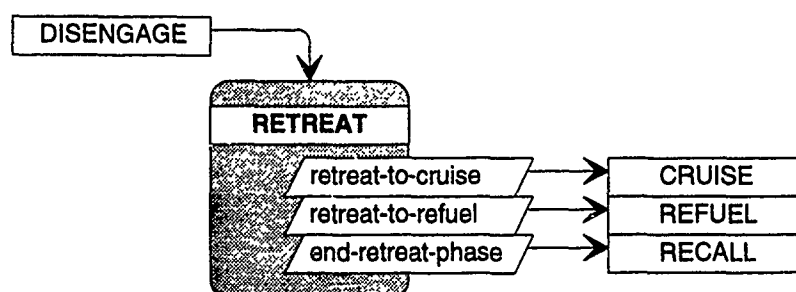 DISENGAGE
RETREAT
retreat-to-cruise
CRUISE
retreat-to-refuel
REFUEL
end-retreat-phase
RECALL